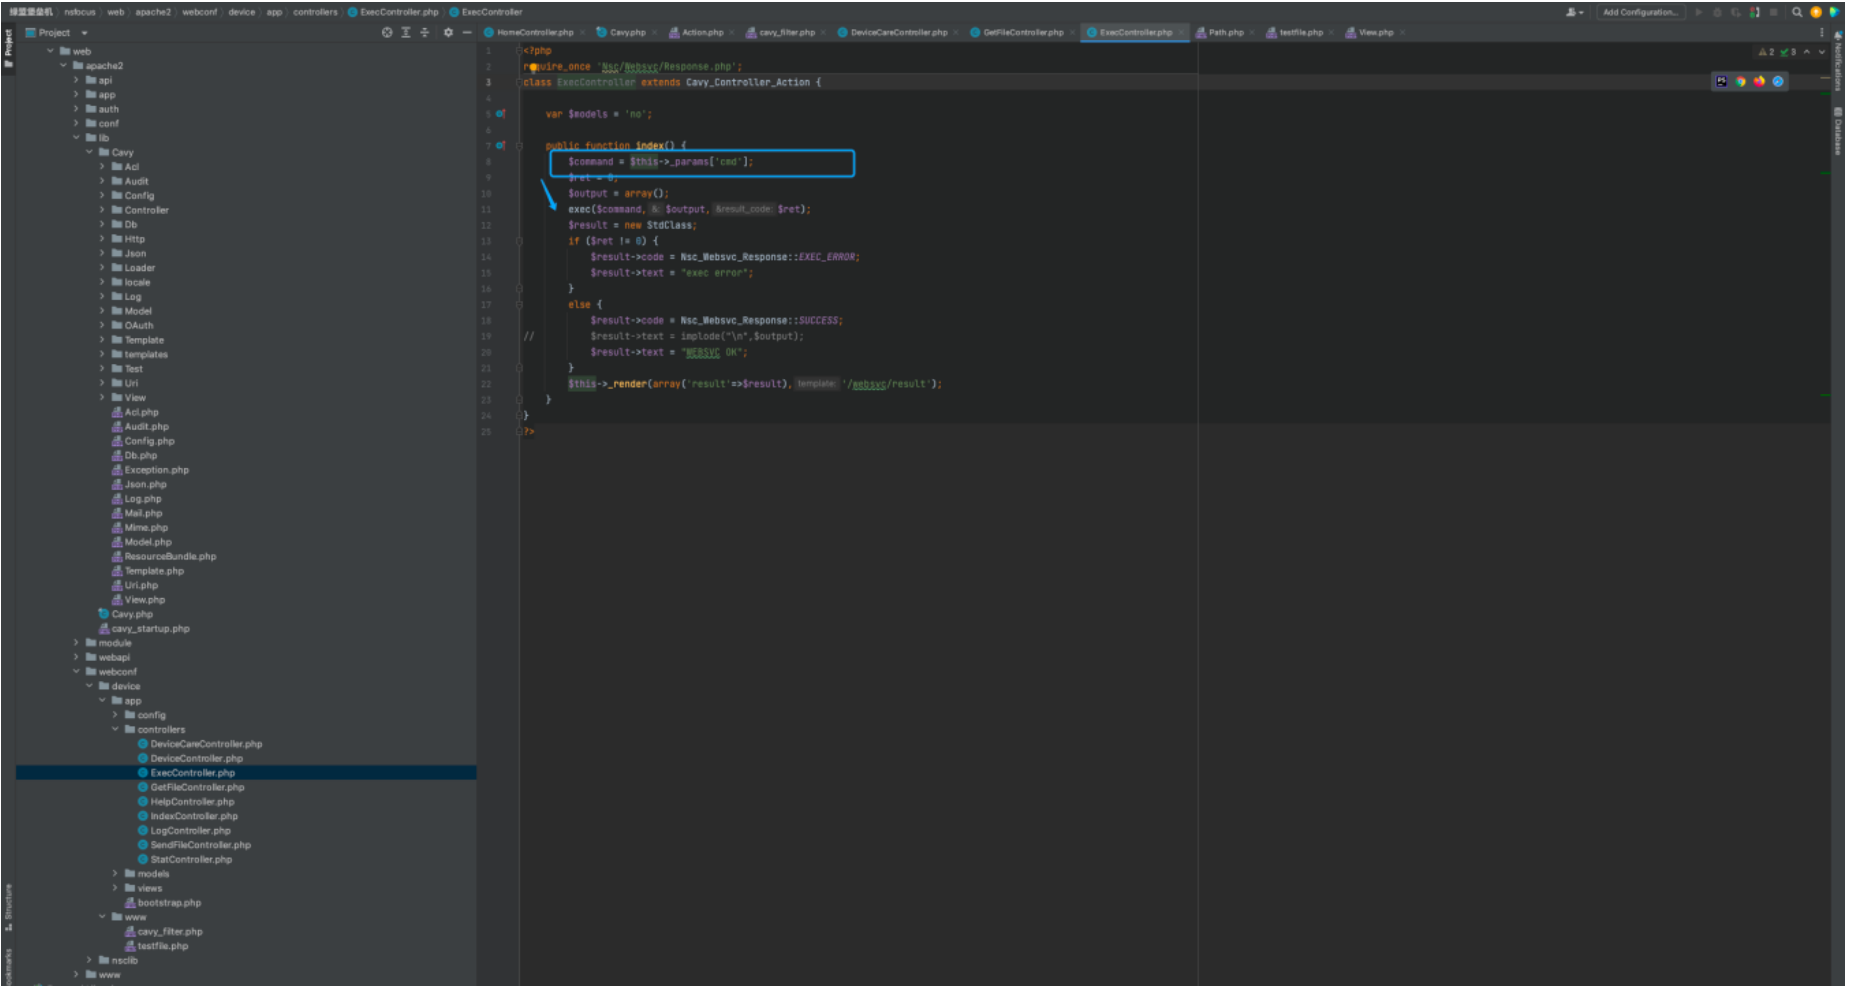 绿盟堡垒机 nsfocus web apache2 webconf device app controllers ExecController.php ExecController
Add Configuration...
Project
HomeController.php Cavy.php Action.php cavy_filter.php DeviceCareController.php GetFileController.php ExecController.php Path.php testfile.php View.php
Project
Notifications
Database
Structure
web
apache2
api
app
auth
conf
lib
Cavy
Acl
Audit
Config
Controller
Db
Http
Json
Loader
locale
Log
Model
OAuth
Template
templates
Test
Uri
View
Acl.php
Audit.php
Config.php
Db.php
Exception.php
Json.php
Log.php
Mail.php
Mime.php
Model.php
ResourceBundle.php
Template.php
Uri.php
View.php
Cavy.php
cavy_startup.php
module
webapi
webconf
device
app
config
controllers
DeviceCareController.php
DeviceController.php
ExecController.php
GetFileController.php
HelpController.php
IndexController.php
LogController.php
SendFileController.php
StatController.php
models
views
bootstrap.php
www
cavy_filter.php
testfile.php
nsclib
www
2 3
1 <?php
2 require_once 'Nsc/Websvc/Response.php';
3 class ExecController extends Cavy_Controller_Action {
4
5 var $models = 'no';
6
7 public function index() {
8 $command = $this->_params['cmd'];
9 $ret = 0;
10 $output = array();
11 exec($command, &: $output, &result_code: $ret);
12 $result = new StdClass;
13 if ($ret != 0) {
14 $result->code = Nsc_Websvc_Response::EXEC_ERROR;
15 $result->text = "exec error";
16 }
17 else {
18 $result->code = Nsc_Websvc_Response::SUCCESS;
19 // $result->text = implode("\n",$output);
20 $result->text = "WEBSVC OK";
21 }
22 $this->_render(array('result'=>$result), template: '/websvc/result');
23 }
24 }
25 ?>